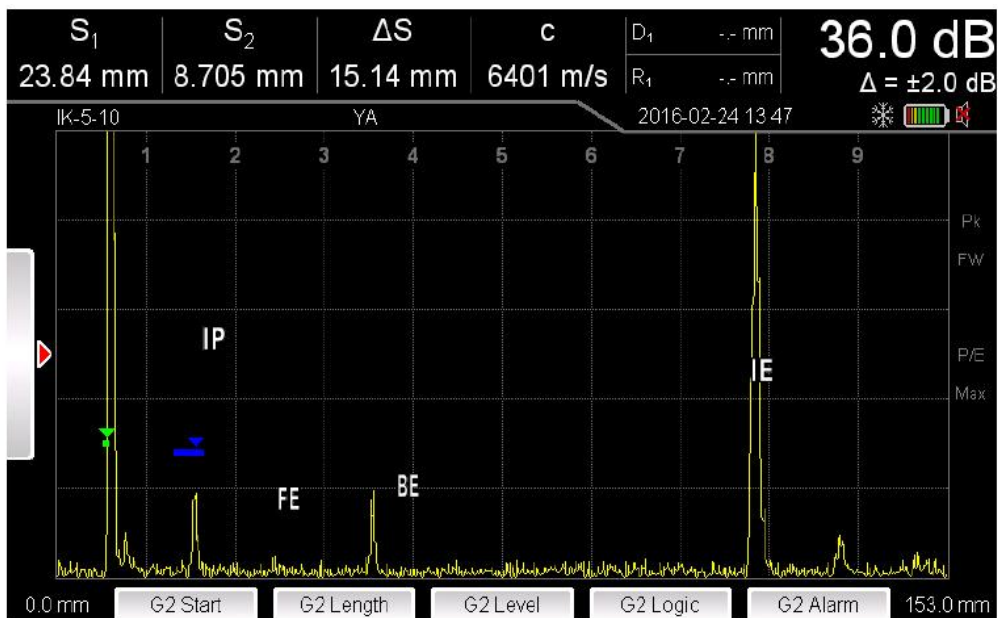 S1 S2 ΔS c D1 -.- mm 36.0 dB
23.84 mm 8.705 mm 15.14 mm 6401 m/s R1 -.- mm Δ = ±2.0 dB
IK-5-10 YA 2016-02-24 13:47
1 2 3 4 5 6 7 8 9
Pk
FW
IP
P/E
IE
Max
FE BE
0.0 mm G2 Start G2 Length G2 Level G2 Logic G2 Alarm 153.0 mm